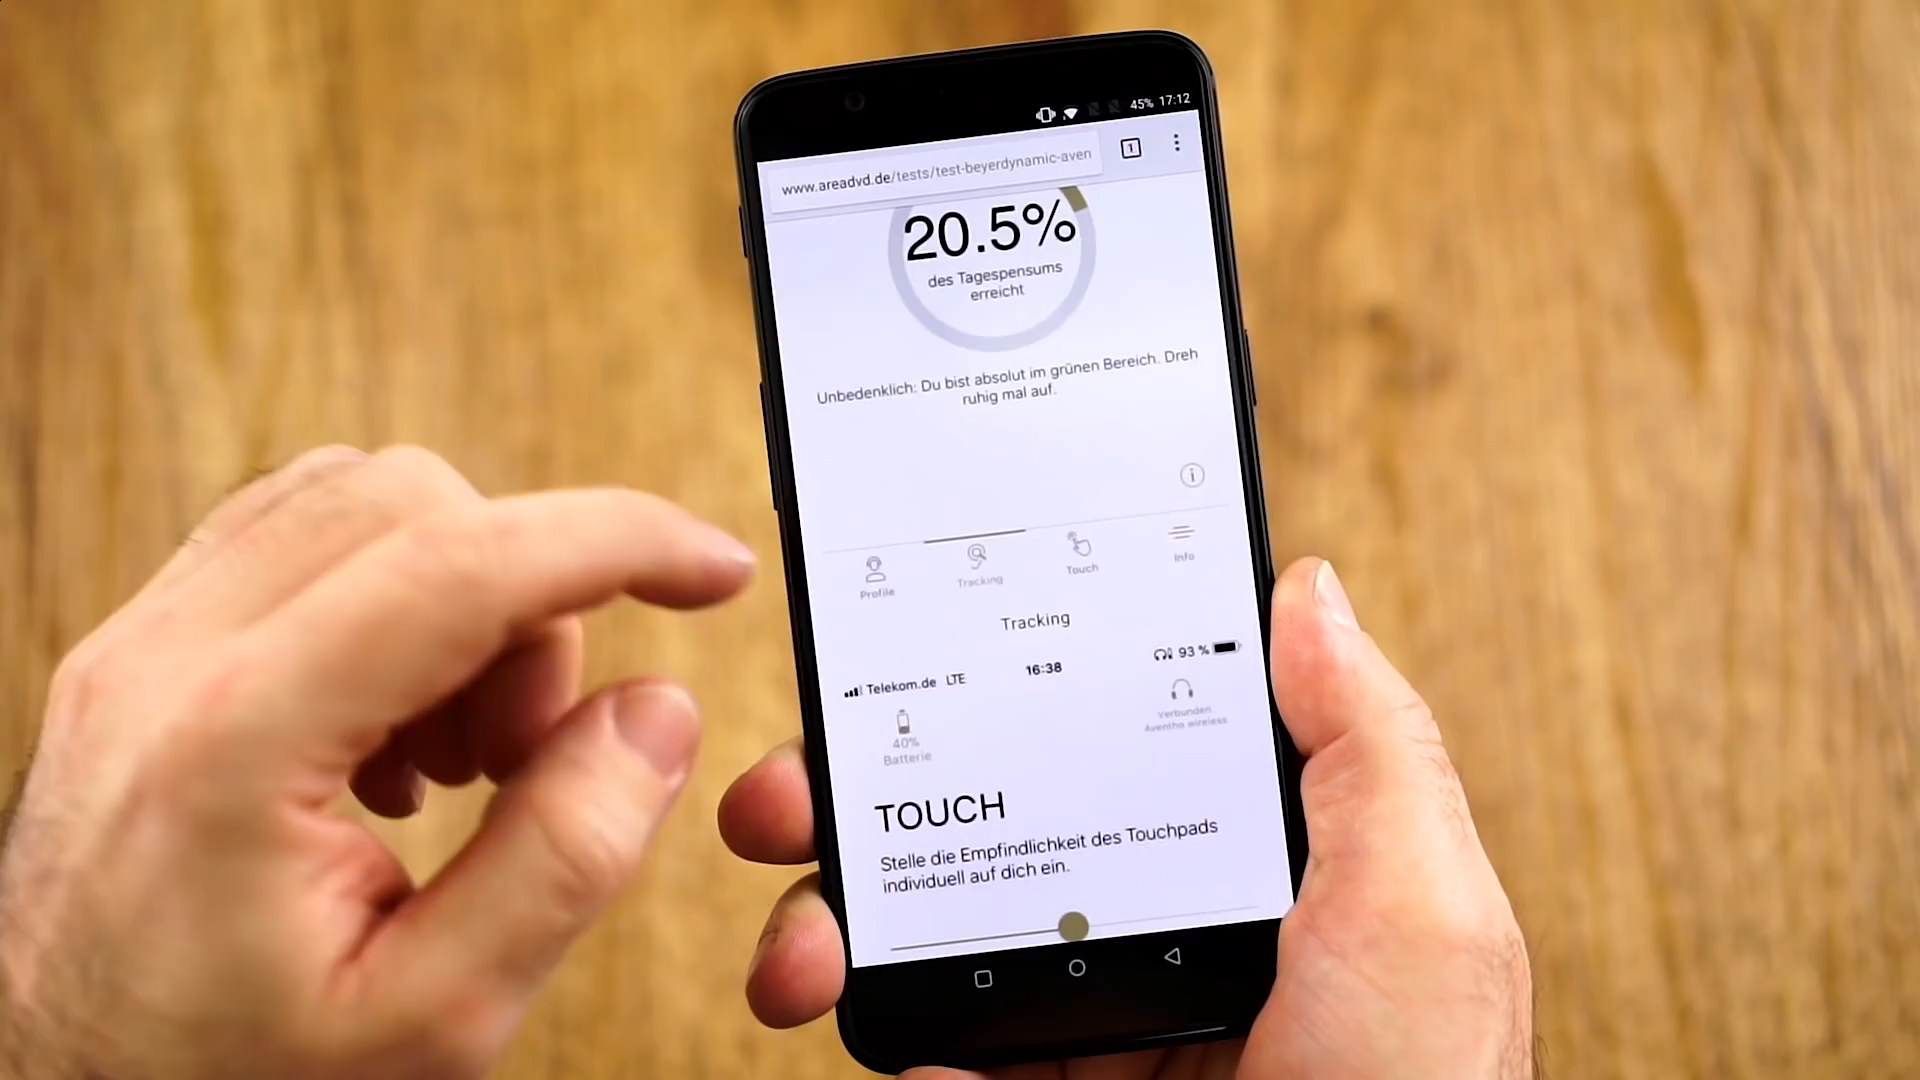 45% 17:12
www.areadvd.de/tests/test-beyerdynamic-aven
1
20.5%
des Tagespensums
erreicht
Unbedenklich: Du bist absolut im grünen Bereich. Dreh
ruhig mal auf.
i
Profile
Tracking
Touch
Info
Tracking
Telekom.de LTE
16:38
93 %
40%
Batterie
Verbunden
Aventho wireless
TOUCH
Stelle die Empfindlichkeit des Touchpads
individuell auf dich ein.